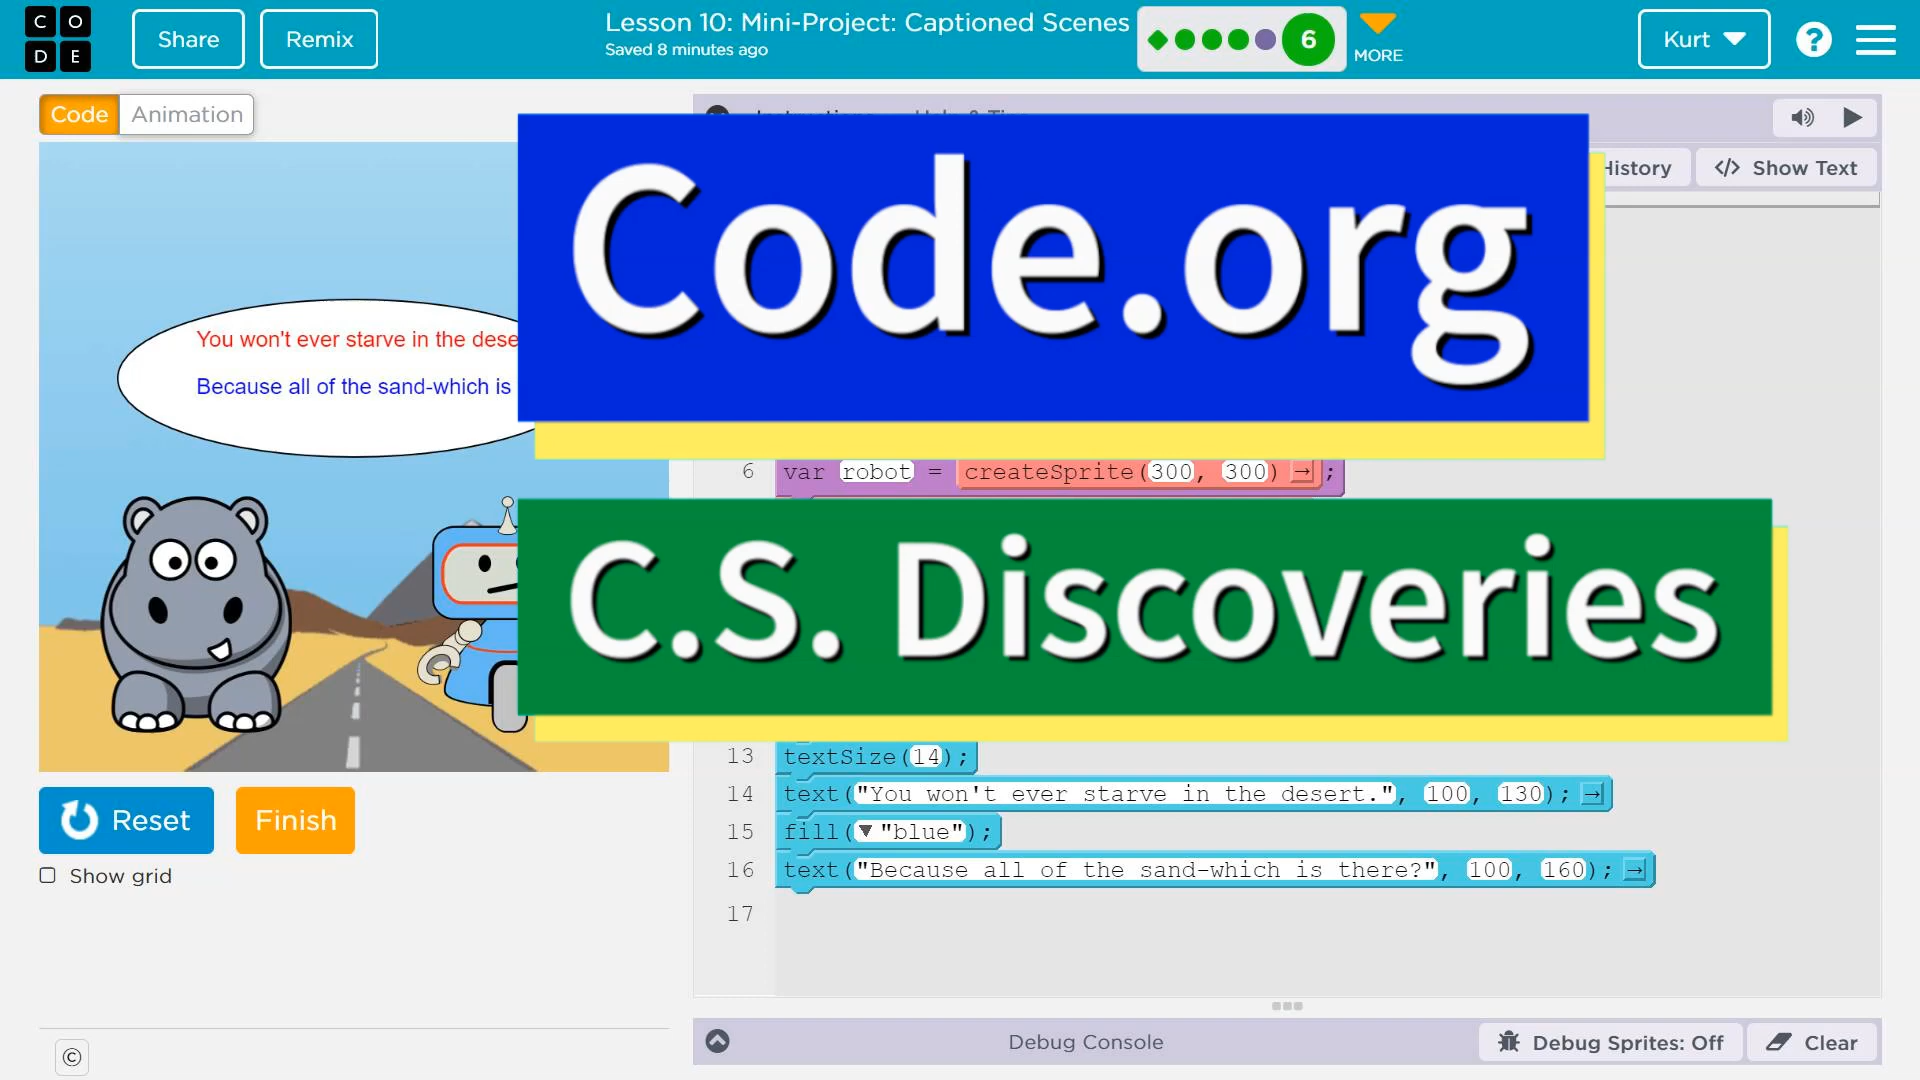 CODE
Share
Remix
Lesson 10: Mini-Project: Captioned Scenes
Saved 8 minutes ago
6
MORE
Kurt
?
Code
Animation
History
</> Show Text
Code.org
C.S. Discoveries
You won't ever starve in the dese
Because all of the sand-which is
6 var robot = createSprite(300, 300) → ;
13 textSize(14);
14 text("You won't ever starve in the desert.", 100, 130); →
15 fill(▼ "blue");
16 text("Because all of the sand-which is there?", 100, 160); →
17
Reset
Finish
Show grid
©
Debug Console
Debug Sprites: Off
Clear